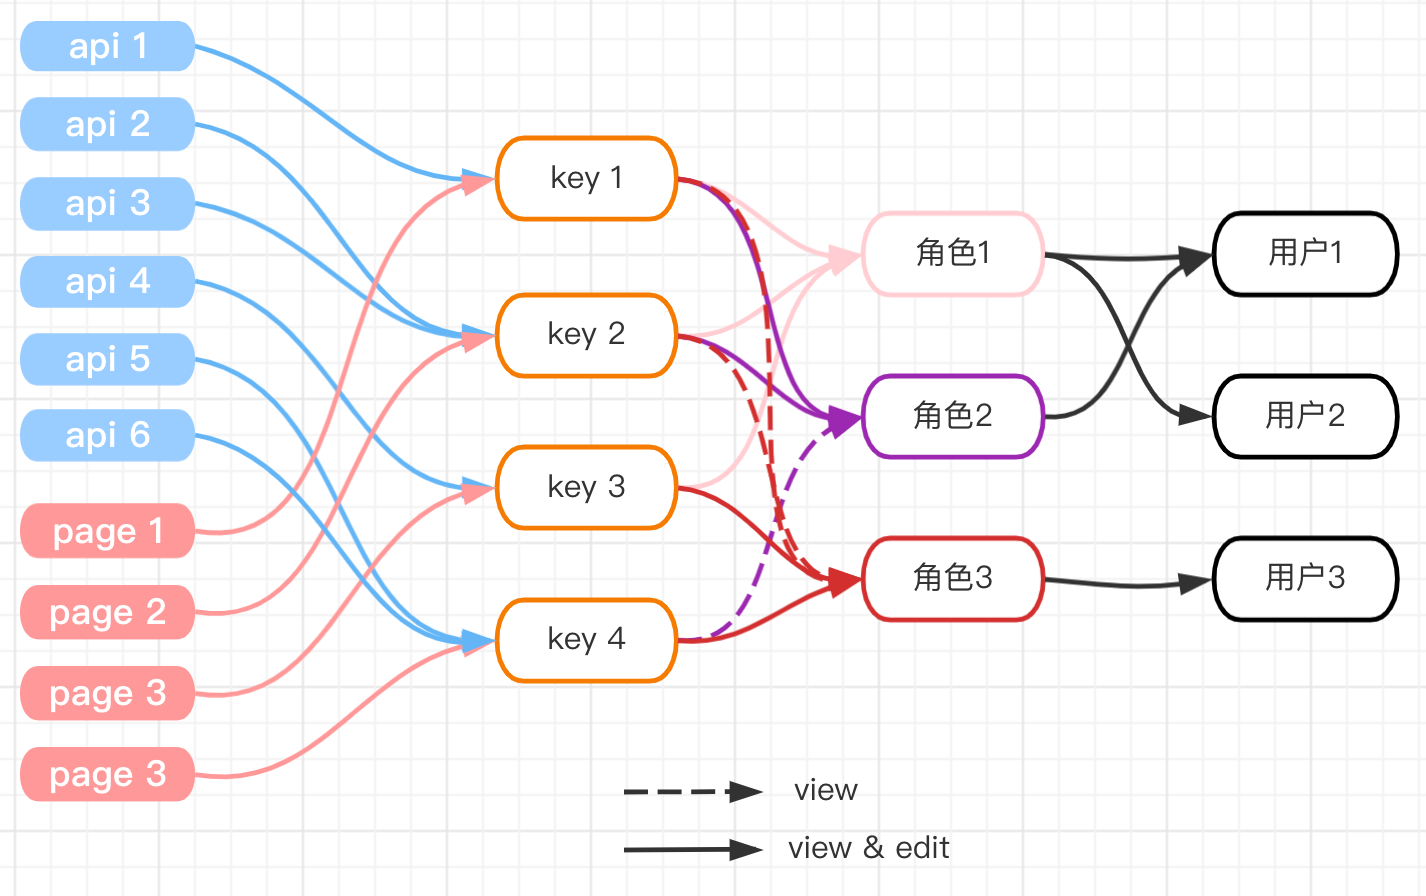 api 1
api 2
api 3
api 4
api 5
api 6
page 1
page 2
page 3
page 3
key 1
key 2
key 3
key 4
角色1
角色2
角色3
用户1
用户2
用户3
view
view & edit